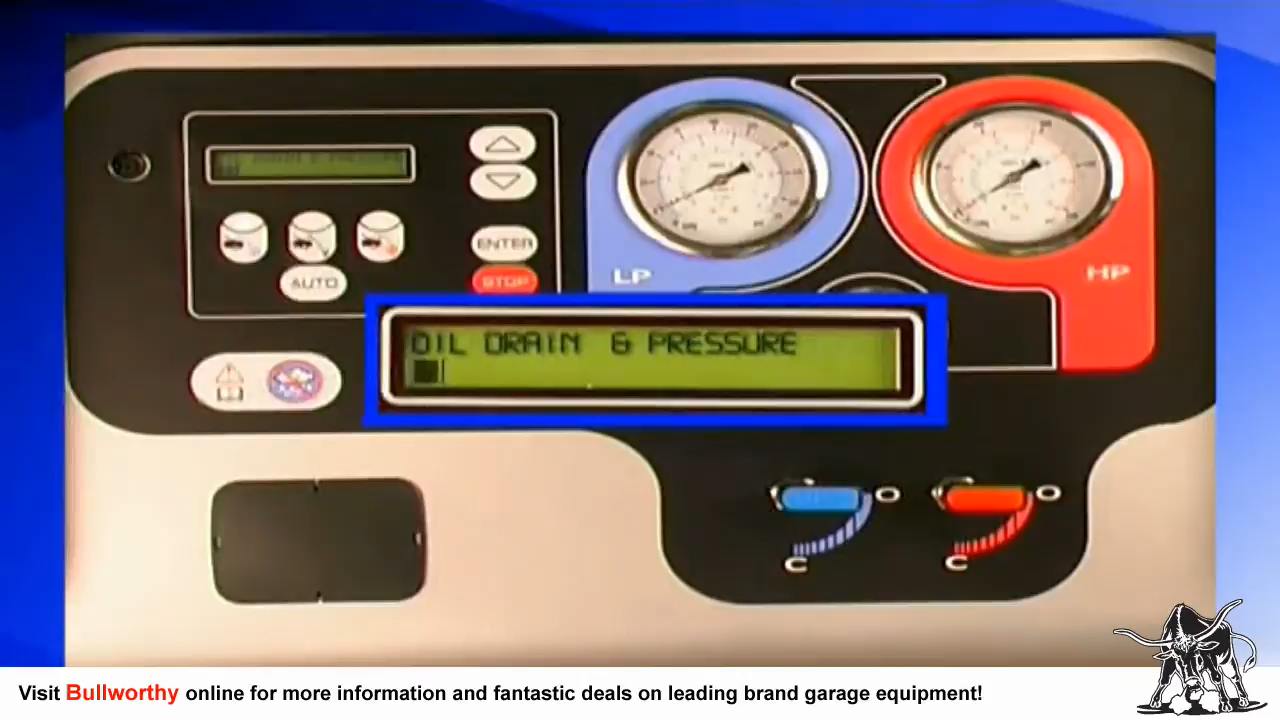 AUTO
ENTER
STOP
LP
HP
OIL DRAIN & PRESSURE
O
C
O
C
Visit Bullworthy online for more information and fantastic deals on leading brand garage equipment!